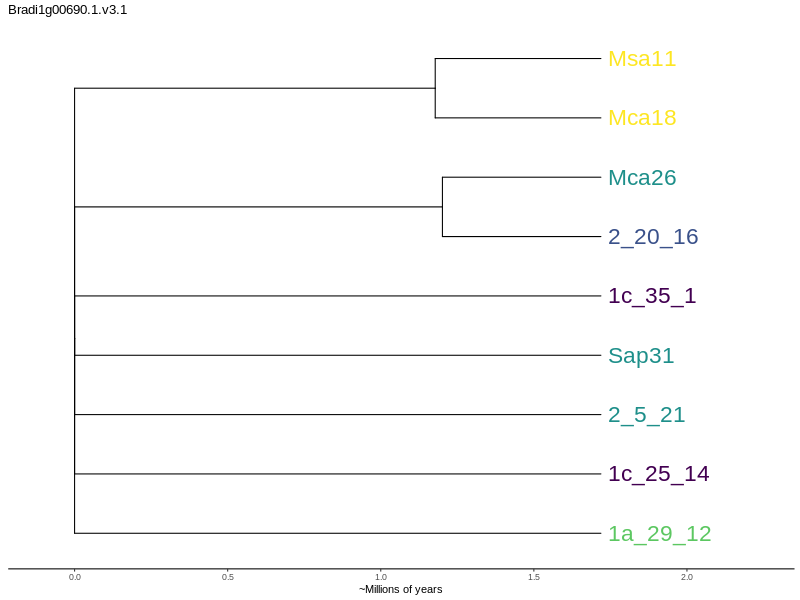 Bradi1g00690.1.v3.1
Msa11
Mca18
Mca26
2_20_16
1c_35_1
Sap31
2_5_21
1c_25_14
1a_29_12
0.0 0.5 1.0 1.5 2.0
~Millions of years